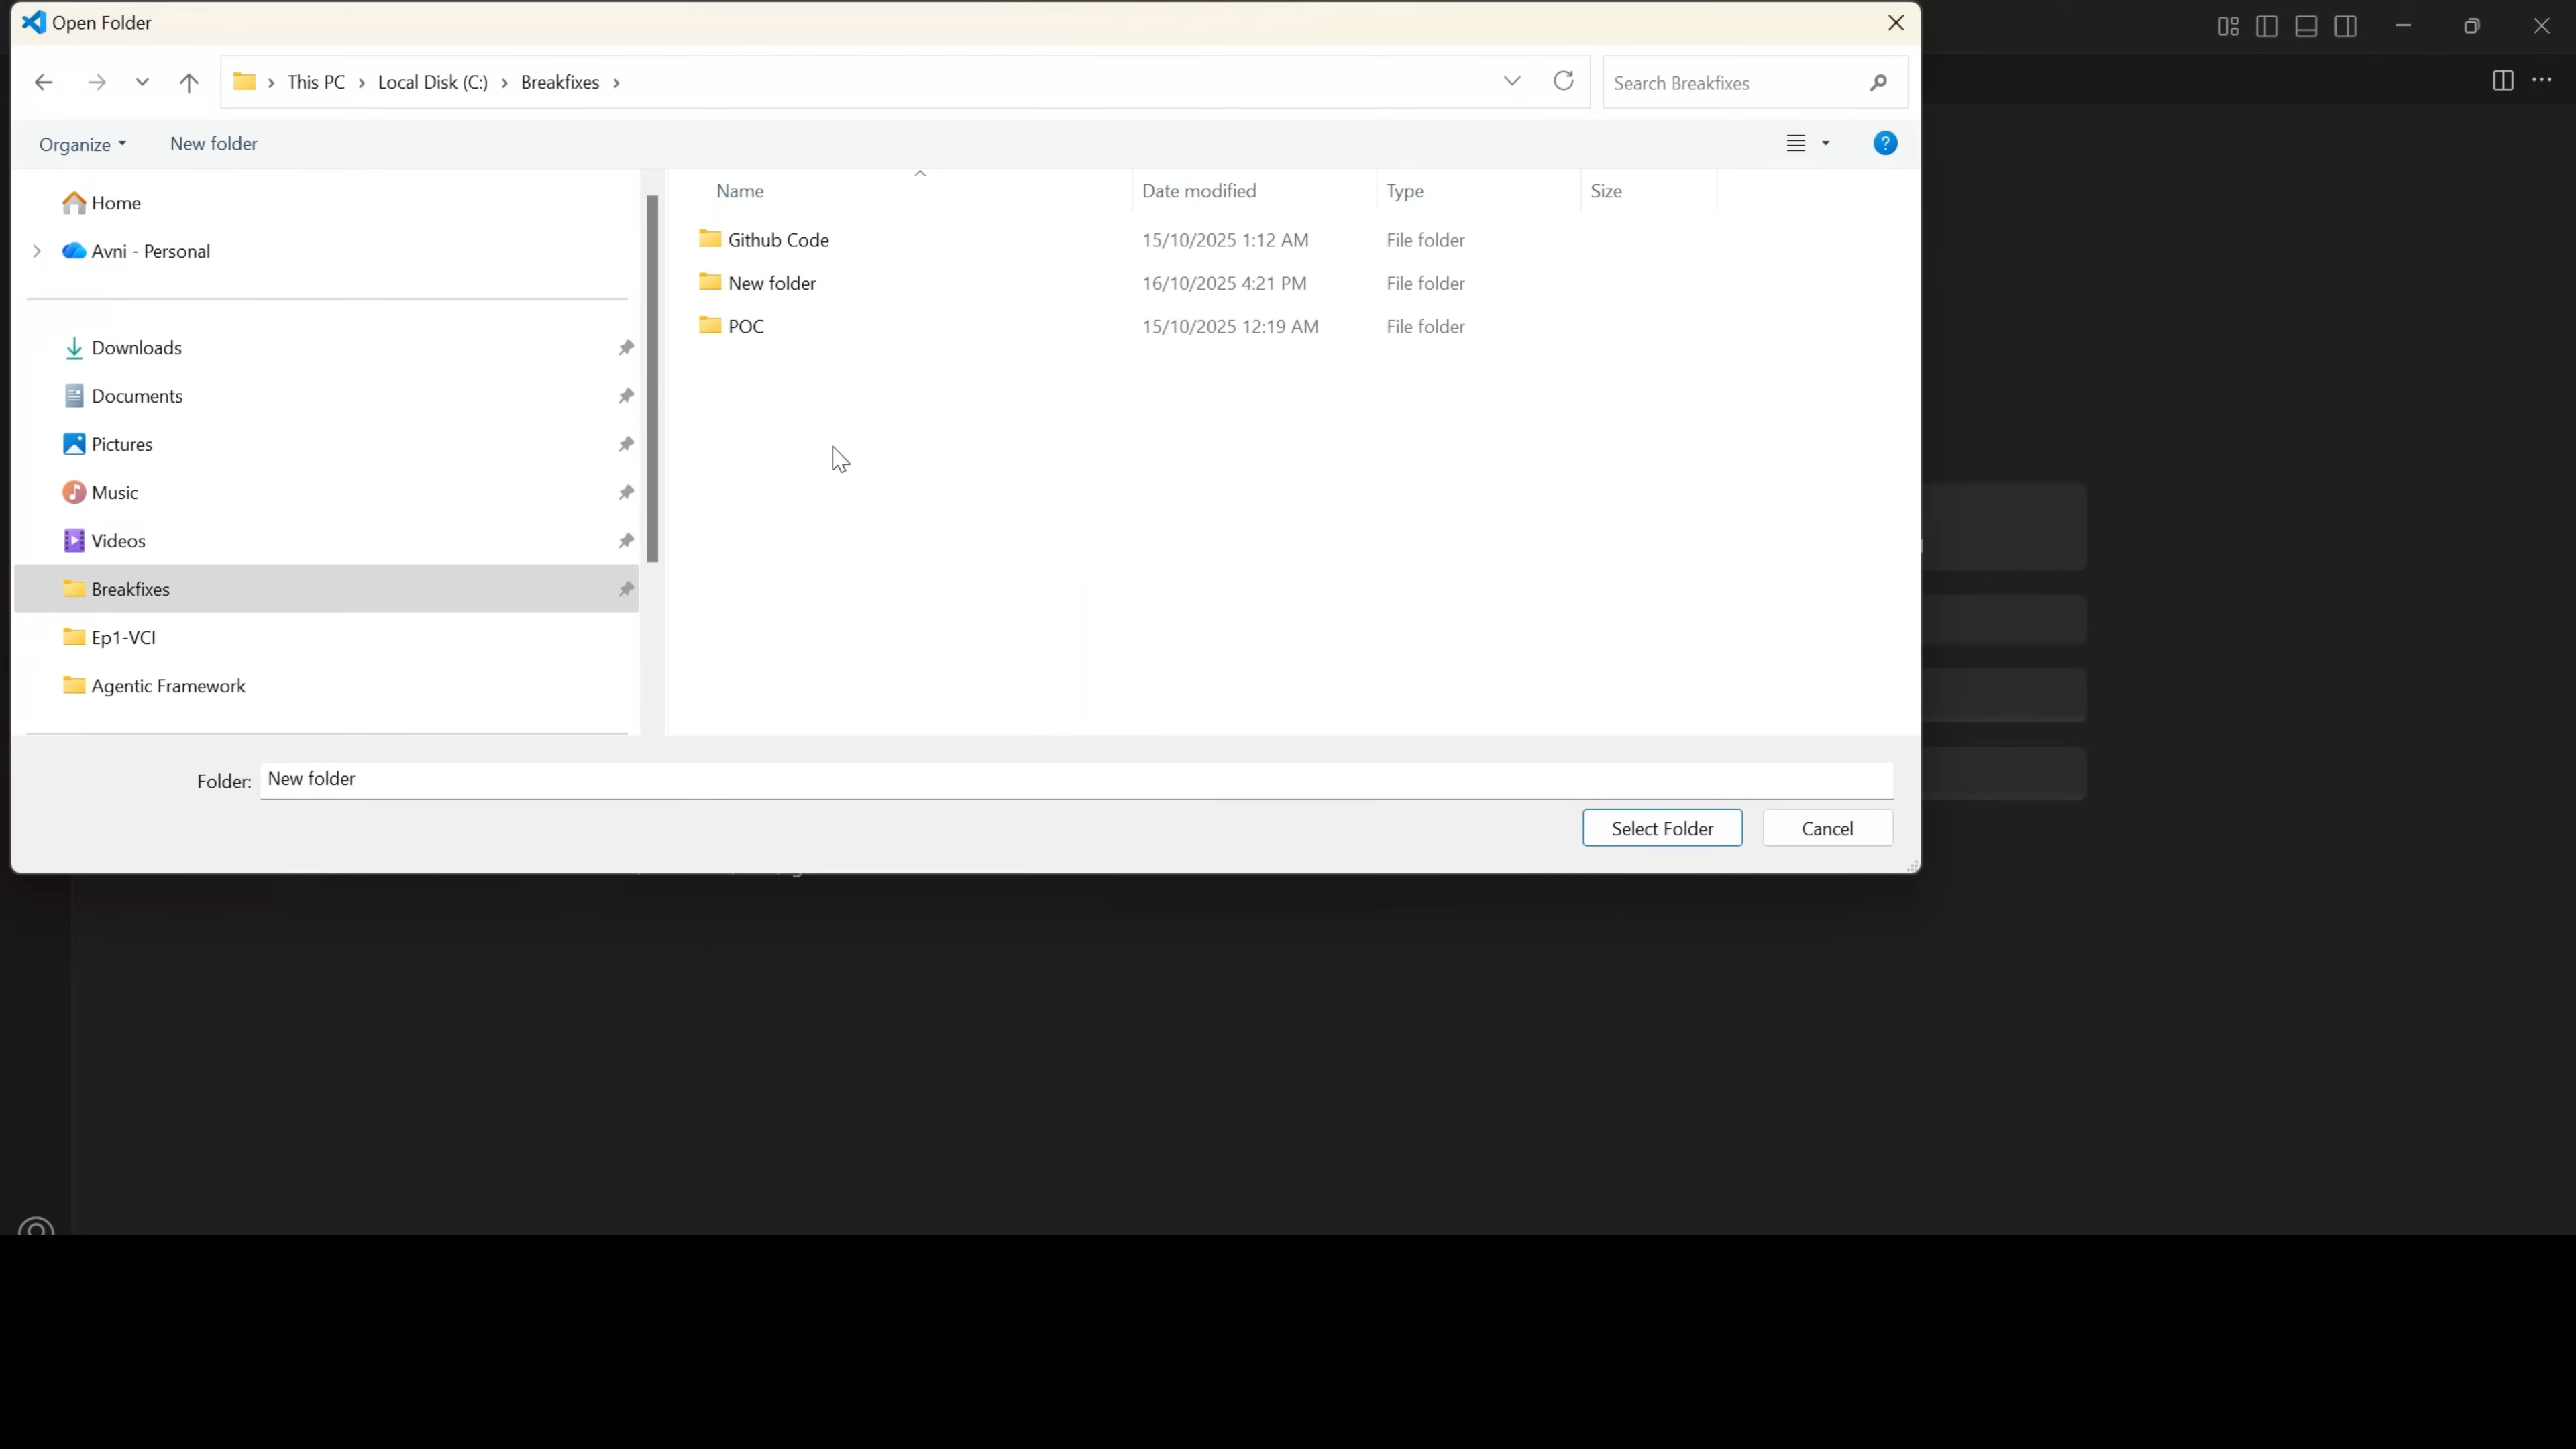 Open Folder
This PC > Local Disk (C:) > Breakfixes >
Search Breakfixes
Organize
New folder
?
Name
Date modified
Type
Size
Home
Avni - Personal
Downloads
Documents
Pictures
Music
Videos
Breakfixes
Ep1-VCI
Agentic Framework
Github Code 15/10/2025 1:12 AM File folder
New folder 16/10/2025 4:21 PM File folder
POC 15/10/2025 12:19 AM File folder
Folder: New folder
Select Folder
Cancel